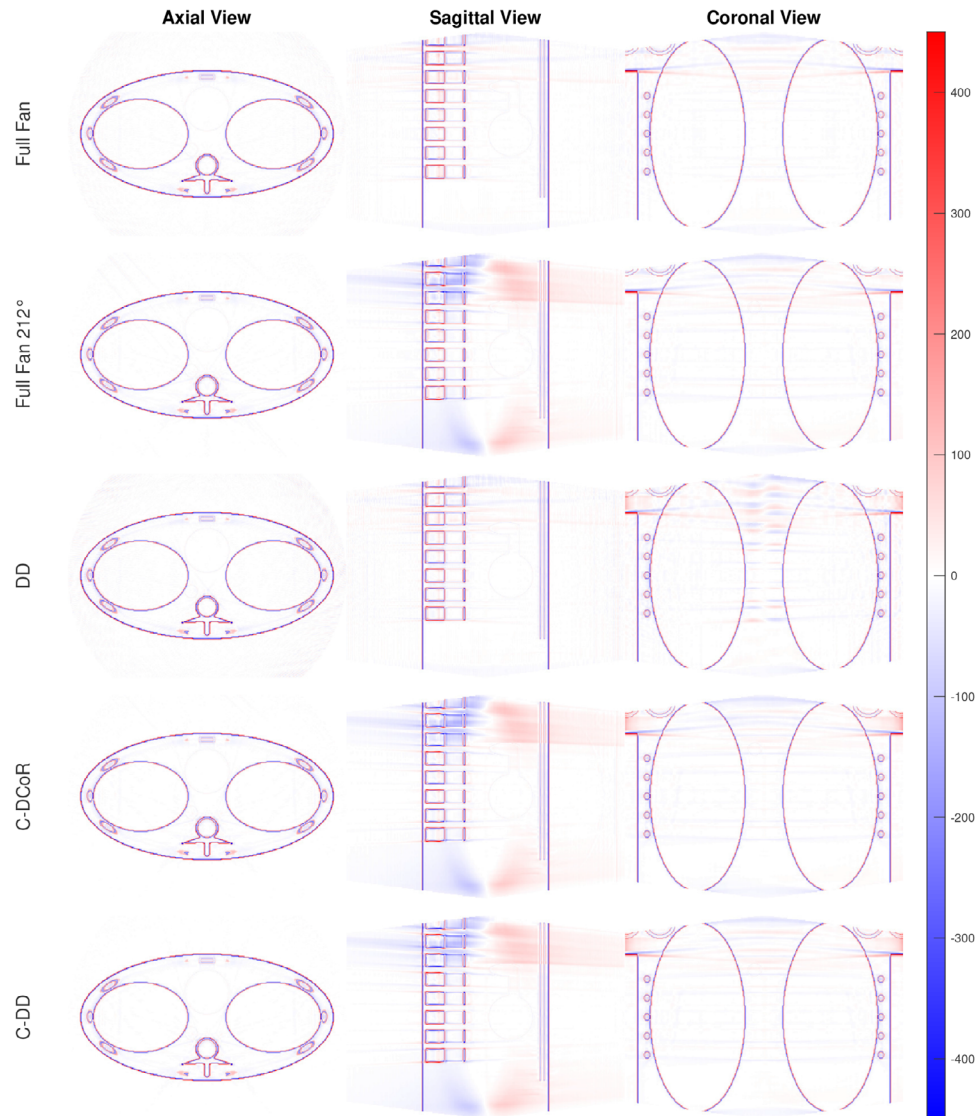 Axial View Sagittal View Coronal View
Full Fan
Full Fan 212°
DD
C-DCoR
C-DD
400
300
200
100
0
-100
-200
-300
-400